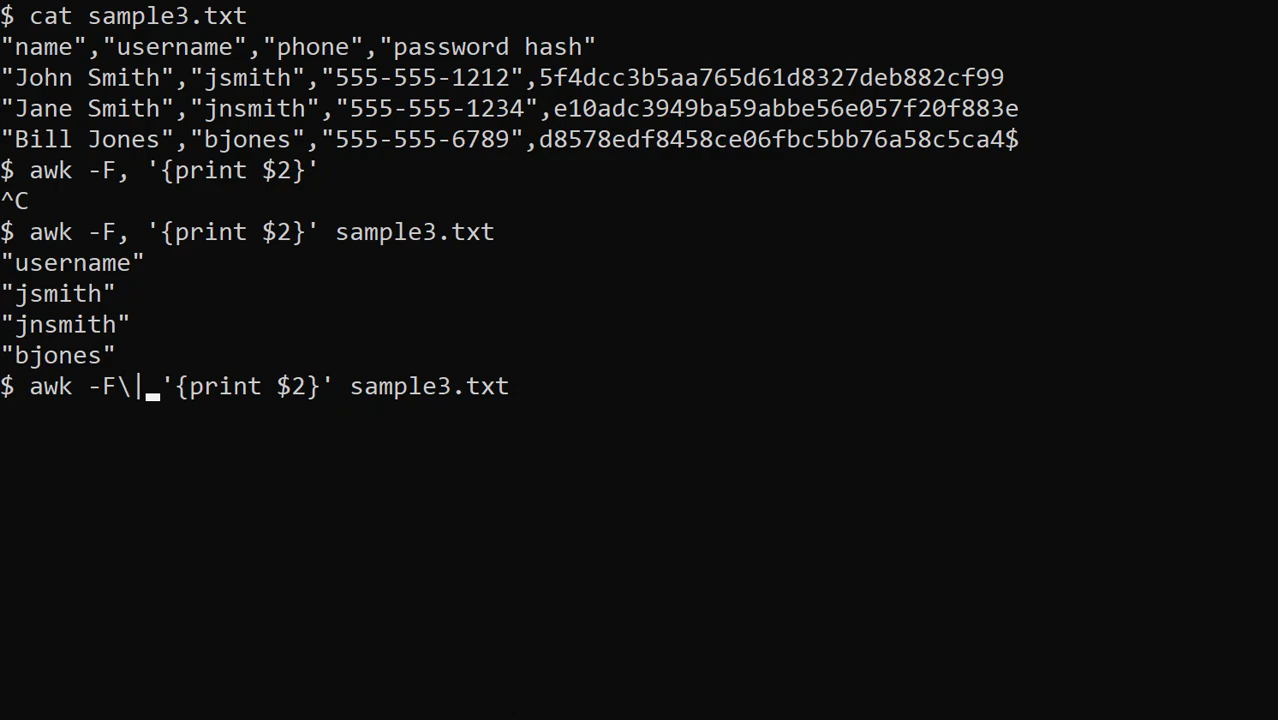 $ cat sample3.txt
"name","username","phone","password hash"
"John Smith","jsmith","555-555-1212",5f4dcc3b5aa765d61d8327deb882cf99
"Jane Smith","jnsmith","555-555-1234",e10adc3949ba59abbe56e057f20f883e
"Bill Jones","bjones","555-555-6789",d8578edf8458ce06fbc5bb76a58c5ca4$
$ awk -F, '{print $2}'
^C
$ awk -F, '{print $2}' sample3.txt
"username"
"jsmith"
"jnsmith"
"bjones"
$ awk -F\|_'{print $2}' sample3.txt